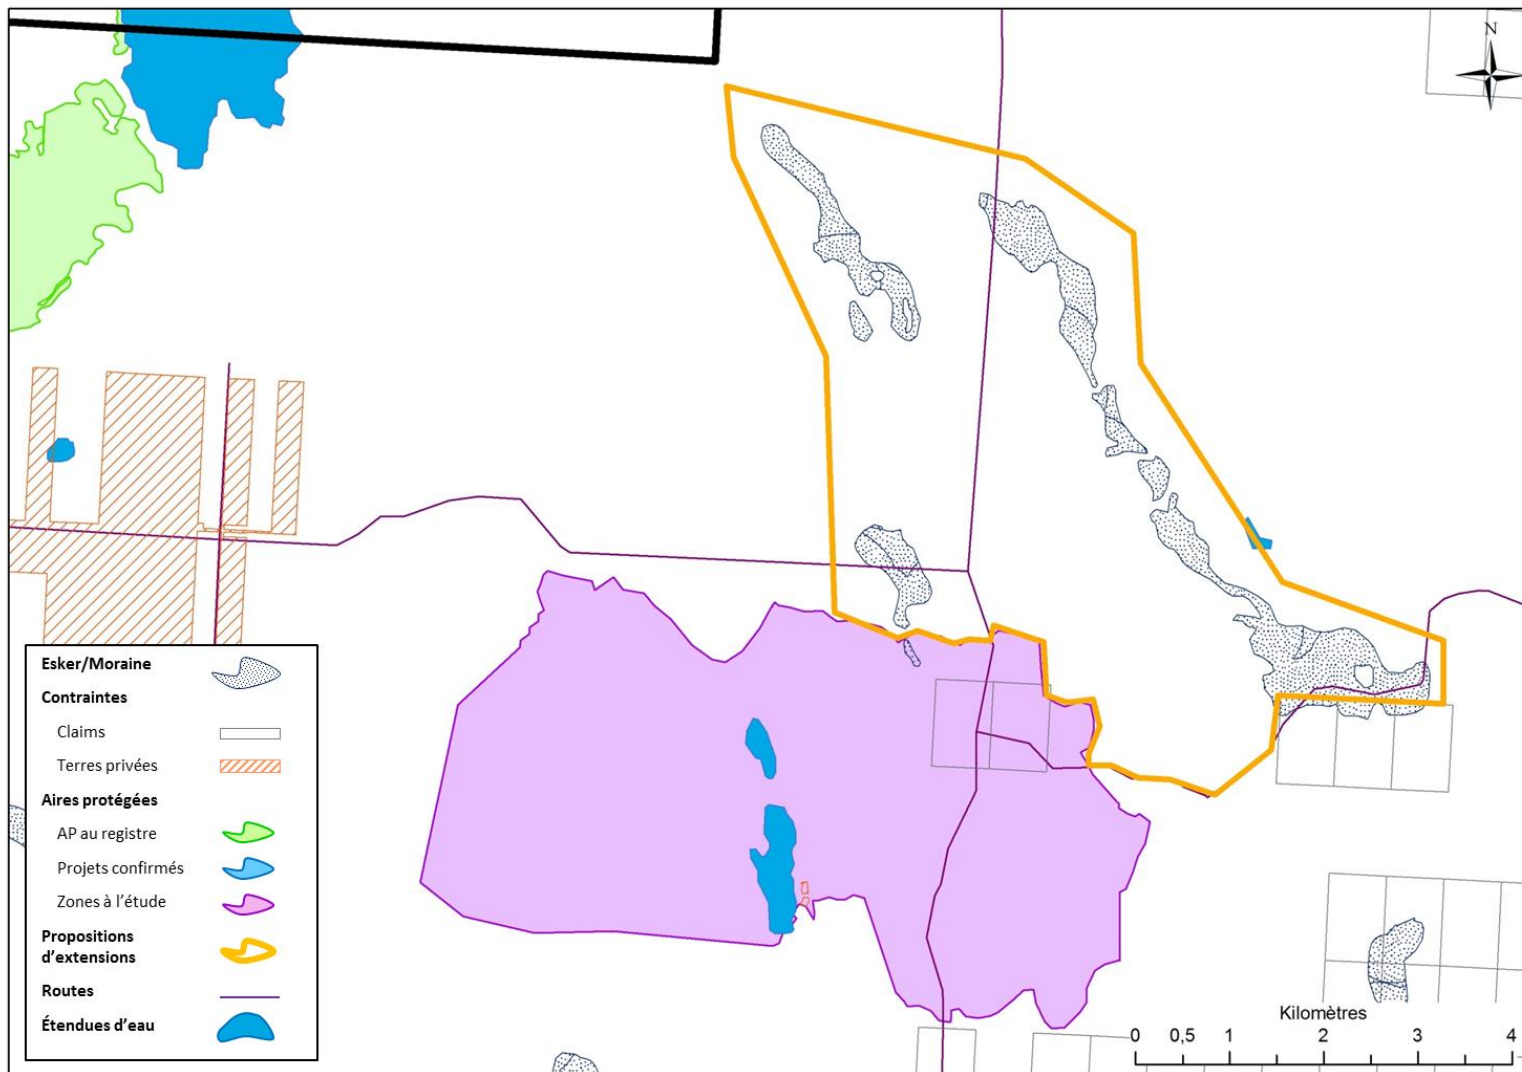 N
Esker/Moraine
Contraintes
Claims
Terres privées
Aires protégées
AP au registre
Projets confirmés
Zones à l'étude
Propositions
d'extensions
Routes
Étendues d'eau
Kilomètres
0 0,5 1 2 3 4